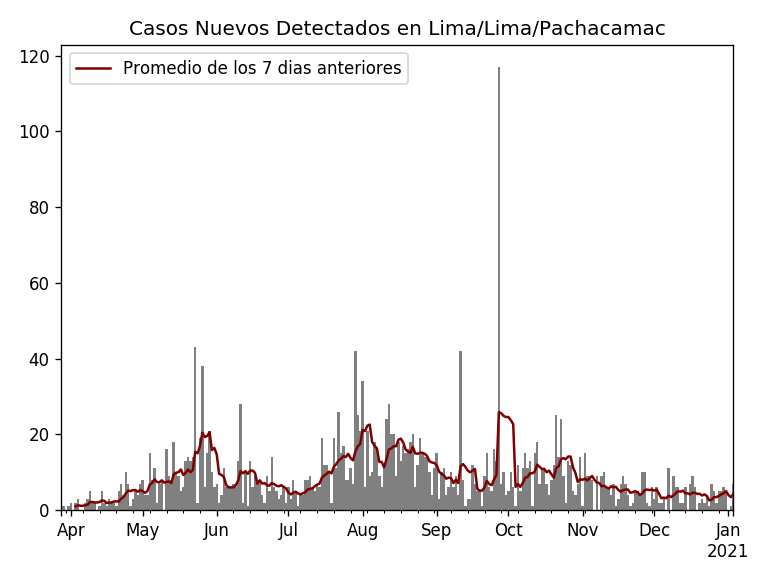 Casos Nuevos Detectados en Lima/Lima/Pachacamac
Promedio de los 7 dias anteriores
120
100
80
60
40
20
0
Apr May Jun Jul Aug Sep Oct Nov Dec Jan
2021